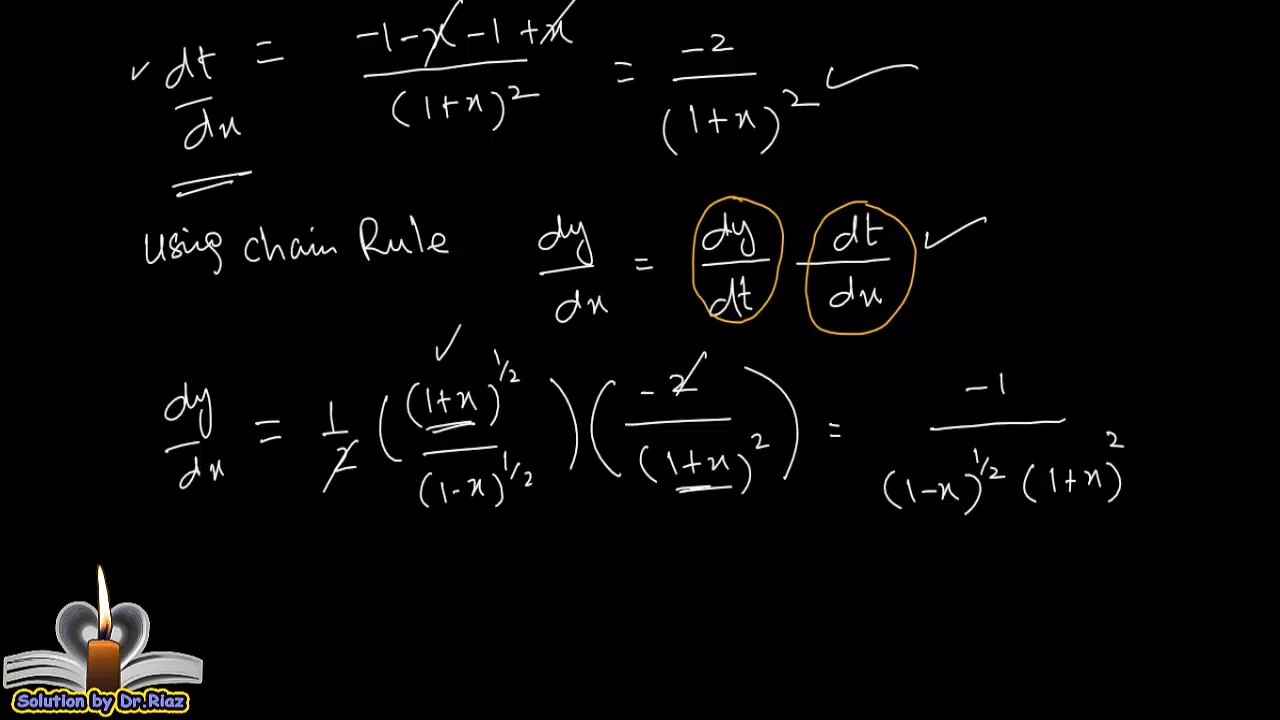 ✓ dt/dx = (-1-x-1+x)/(1+x)^2 = -2/(1+x)^2 ✓
Using Chain Rule dy/dx = dy/dt dt/dx ✓
dy/dx = 1/2 ((1+x)^1/2/(1-x)^1/2) (-2/(1+x)^2) = -1/((1-x)^1/2 (1+x)^2)
Solution by Dr.Riaz